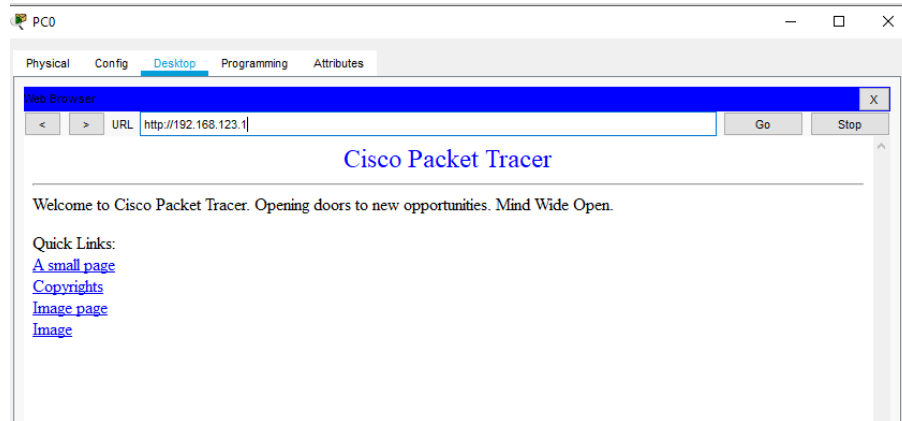 PC0
Physical Config Desktop Programming Attributes
Web Browser
X
< > URL http://192.168.123.1 Go Stop
Cisco Packet Tracer
Welcome to Cisco Packet Tracer. Opening doors to new opportunities. Mind Wide Open.
Quick Links:
A small page
Copyrights
Image page
Image